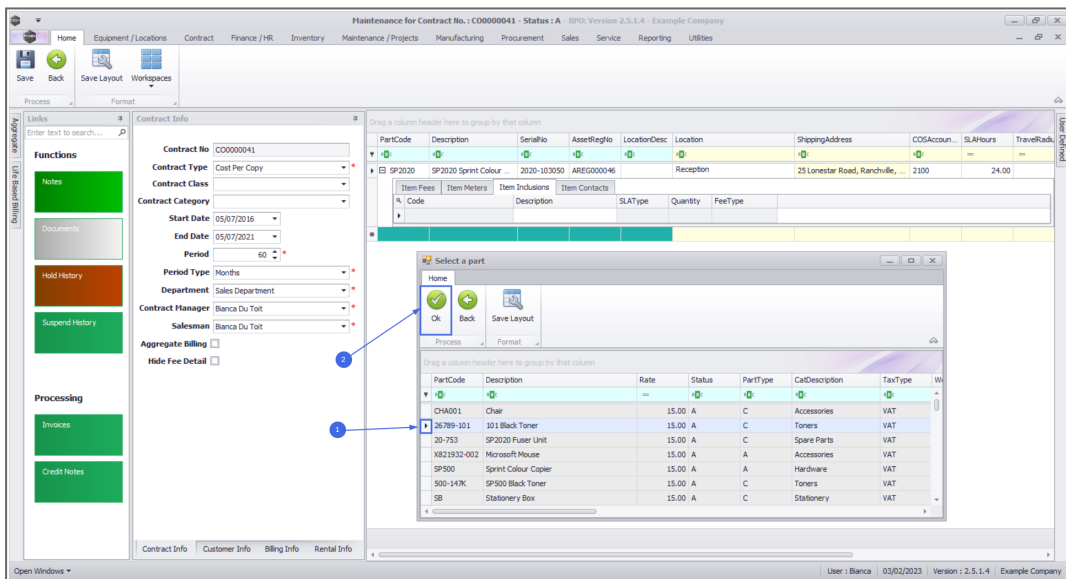 Maintenance for Contract No. : CO0000041 - Status : A - BPO: Version 2.5.1.4 - Example Company
Home Equipment / Locations Contract Finance / HR Inventory Maintenance / Projects Manufacturing Procurement Sales Service Reporting Utilities
Save Back Save Layout Workspaces
Process Format
Aggregate
Life Based Billing
Links
Enter text to search...
Functions
Notes
Documents
Hold History
Suspend History
Processing
Invoices
Credit Notes
Contract Info
Contract No CO0000041
Contract Type Cost Per Copy *
Contract Class
Contract Category
Start Date 05/07/2016
End Date 05/07/2021
Period 60 *
Period Type Months *
Department Sales Department *
Contract Manager Bianca Du Toit *
Salesman Bianca Du Toit *
Aggregate Billing
Hide Fee Detail
Contract Info Customer Info Billing Info Rental Info
Drag a column header here to group by that column
PartCode Description SerialNo AssetRegNo LocationDesc Location ShippingAddress COSAccoun... SLAHours TravelRadiu
SP2020 SP2020 Sprint Colour ... 2020-103050 AREG000046 Reception 25 Lonester Road, Ranchville, ... 2100 24.00
Item Fees Item Meters Item Inclusions Item Contacts
Code Description SLAType Quantity FeeType
User Defined
Select a part
Home
Ok Back Save Layout
Process Format
Drag a column header here to group by that column
PartCode Description Rate Status PartType CatDescription TaxType We
CHA001 Chair 15.00 A C Accessories VAT
26789-101 101 Black Toner 15.00 A C Toners VAT
20-753 SP2020 Fuser Unit 15.00 A C Spare Parts VAT
X821932-002 Microsoft Mouse 15.00 A A Accessories VAT
SP500 Sprint Colour Copier 15.00 A A Hardware VAT
500-147K SP500 Black Toner 15.00 A C Toners VAT
SB Stationery Box 15.00 A C Stationery VAT
2
1
Open Windows User : Bianca 03/02/2023 Version : 2.5.1.4 Example Company